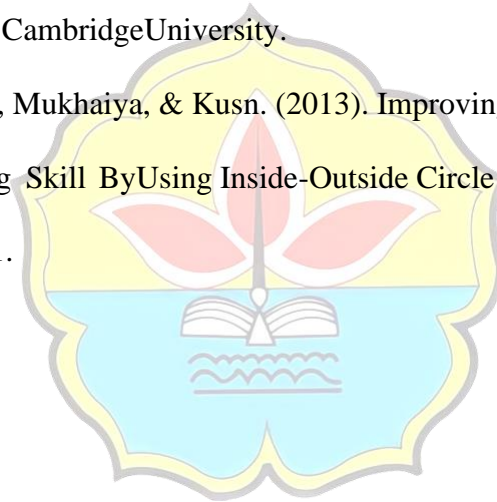 CambridgeUniversity.
, Mukhaiya, & Kusn. (2013). Improvin
g Skill ByUsing Inside-Outside Circle
.